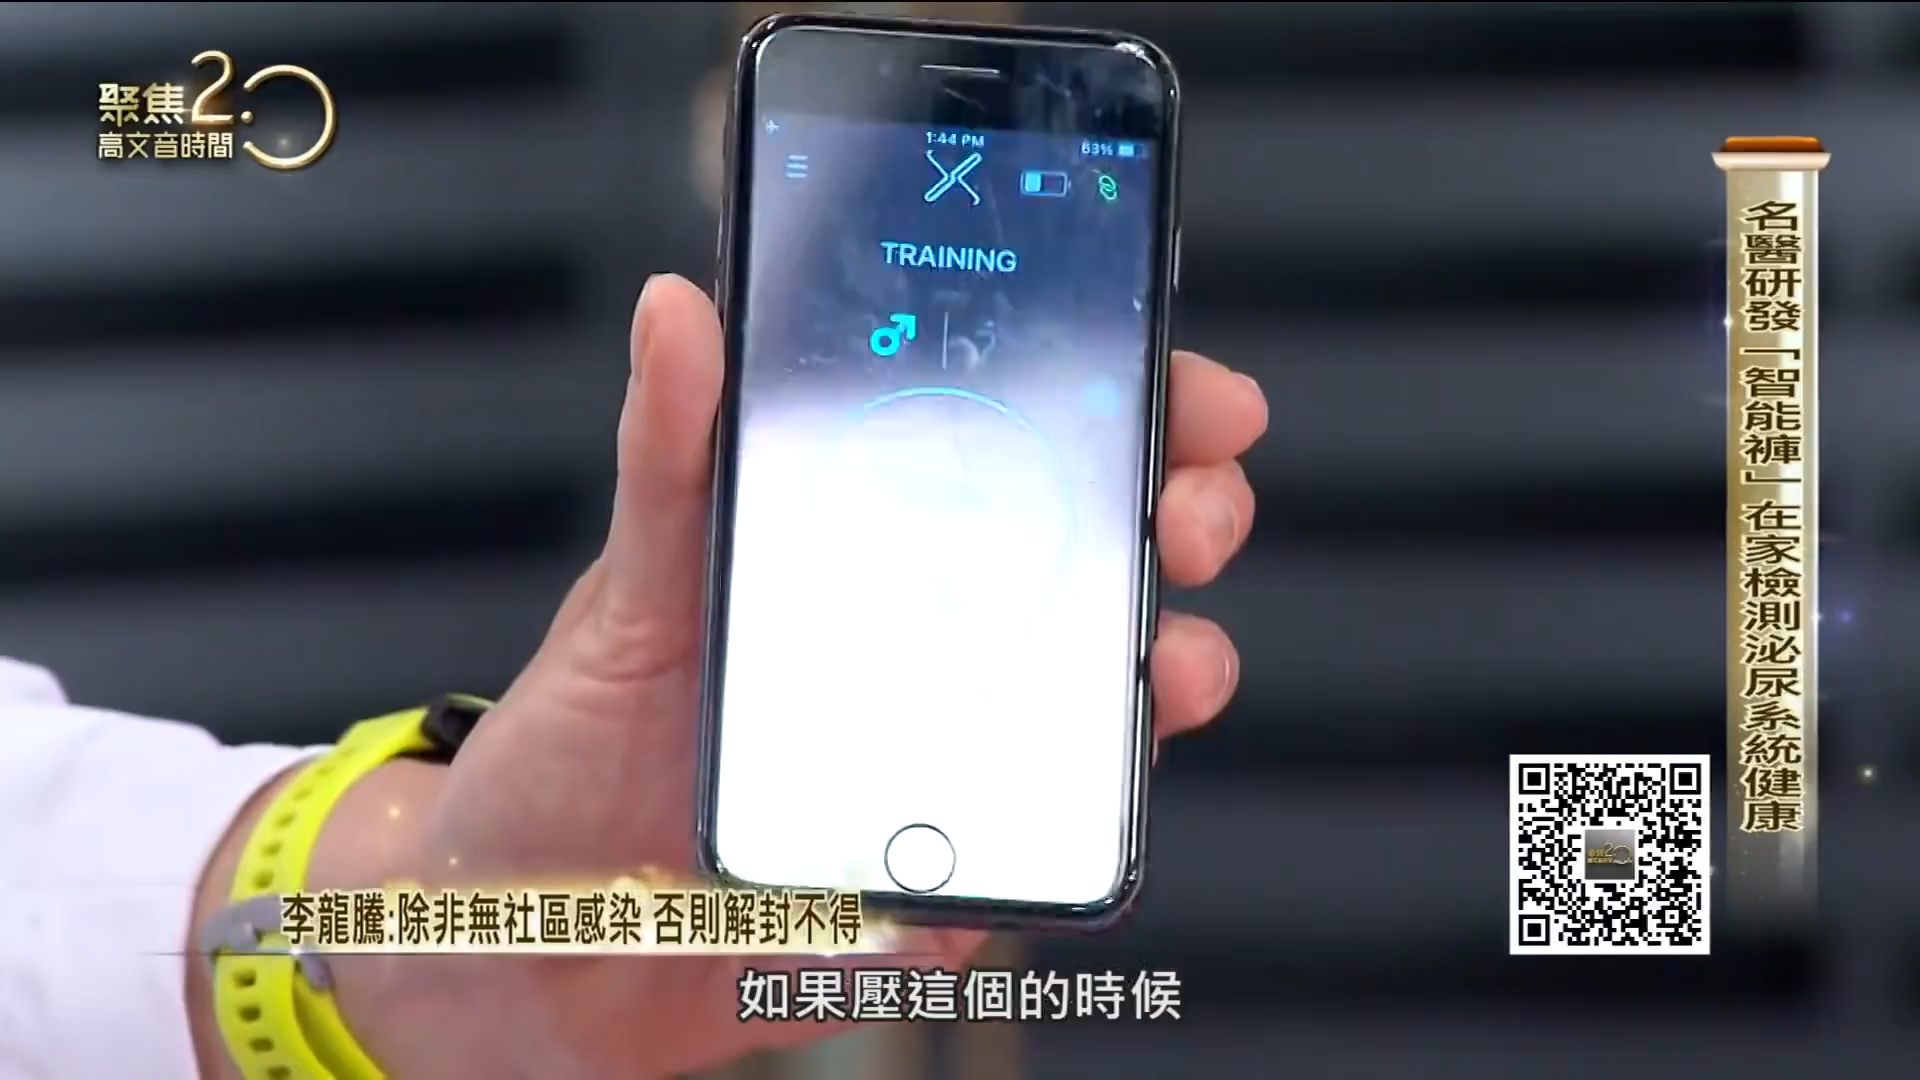 聚焦2.0
高文音時間
1:44 PM
63%
TRAINING
名醫研發「智能褲」在家檢測泌尿系統健康
李龍騰:除非無社區感染 否則解封不得
如果壓這個的時候